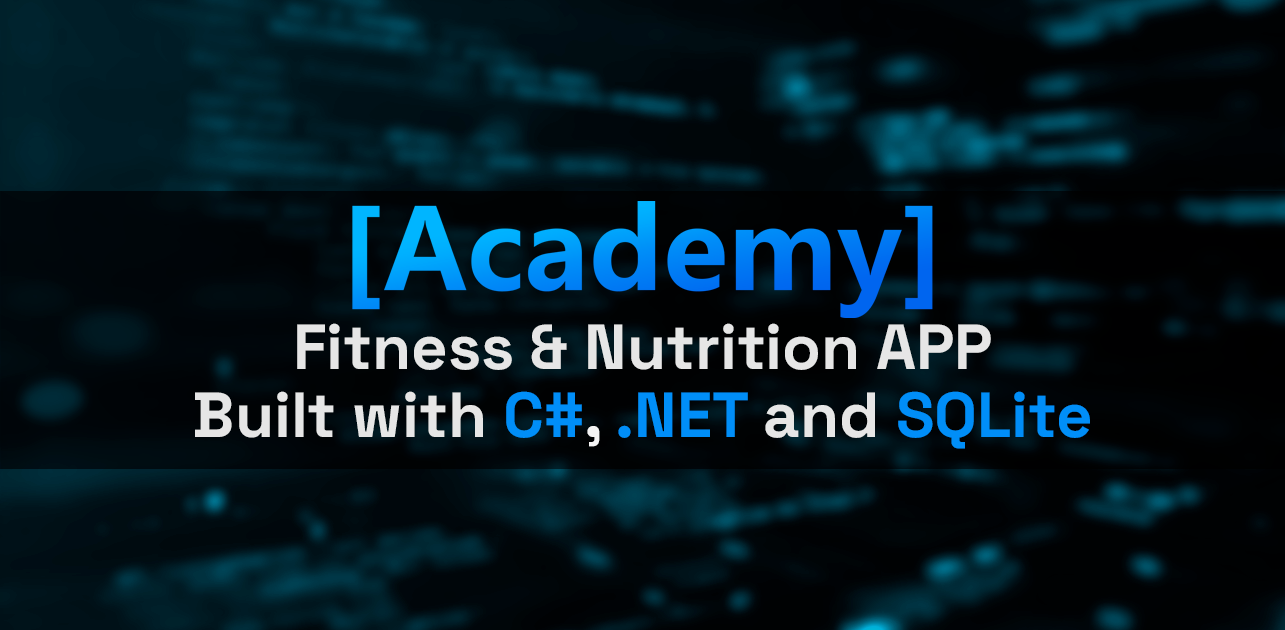 [Academy]
Fitness & Nutrition APP
Built with C#, .NET and SQLite